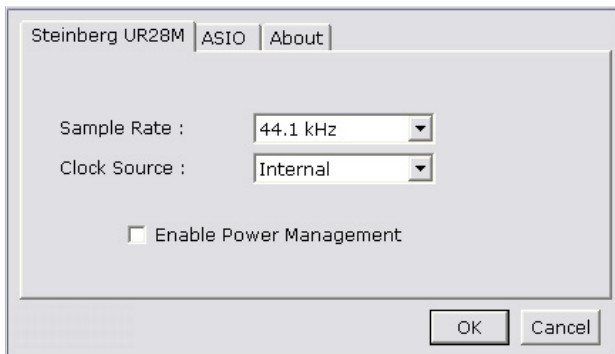 Steinberg UR28M ASIO About
Sample Rate : 44.1 kHz
Clock Source : Internal
Enable Power Management
OK Cancel